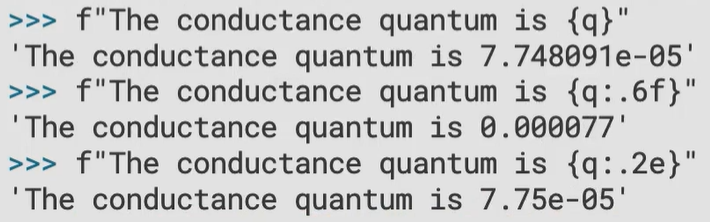 >>> f"The conductance quantum is {q}"
'The conductance quantum is 7.748091e-05'
>>> f"The conductance quantum is {q:.6f}"
'The conductance quantum is 0.000077'
>>> f"The conductance quantum is {q:.2e}"
'The conductance quantum is 7.75e-05'